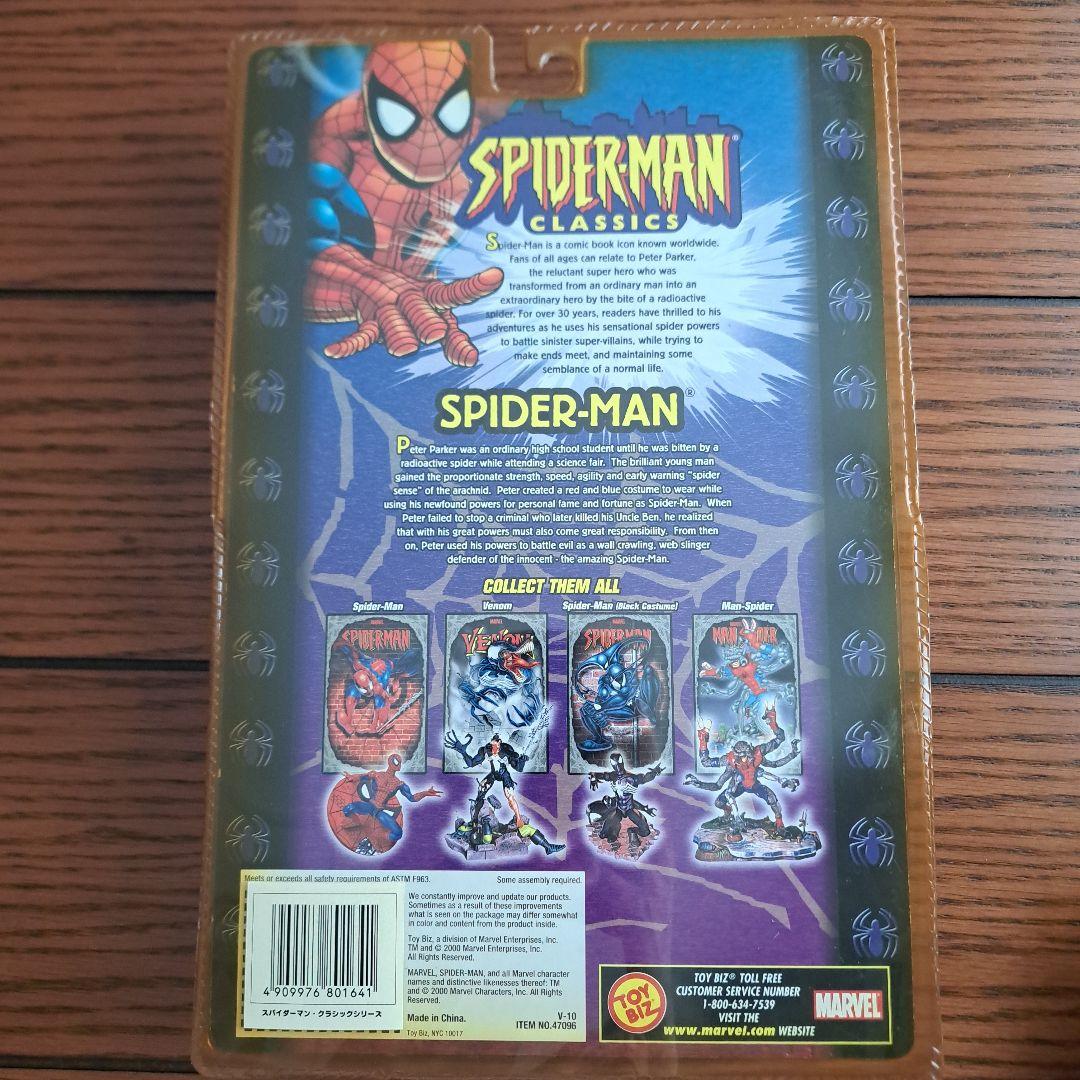 SPIDER-MAN®
CLASSICS
Spider-Man is a comic book icon known worldwide.
Fans of all ages can relate to Peter Parker,
the reluctant super hero who was
transformed from an ordinary man into an
extraordinary hero by the bite of a radioactive
spider. For over 30 years, readers have thrilled to his
adventures as he uses his sensational spider powers
to battle sinister super-villains, while trying to
make ends meet, and maintaining some
semblance of a normal life.
SPIDER-MAN®
Peter Parker was an ordinary high school student until he was bitten by a
radioactive spider while attending a science fair. The brilliant young man
gained the proportionate strength, speed, agility and early warning "spider
sense" of the arachnid. Peter created a red and blue costume to wear while
using his newfound powers for personal fame and fortune as Spider-Man. When
Peter failed to stop a criminal who later killed his Uncle Ben, he realized
that with his great powers must also come great responsibility. From then
on, Peter used his powers to battle evil as a wall crawling, web slinger
defender of the innocent - the amazing Spider-Man.
COLLECT THEM ALL
Spider-Man Venom Spider-Man (Black Costume) Man-Spider
MARVEL MARVEL MARVEL MARVEL
SPIDER-MAN VENOM SPIDER-MAN
Meets or exceeds all safety requirements of ASTM F963. Some assembly required.
We constantly improve and update our products.
Sometimes as a result of these improvements
what is seen on the package may differ somewhat
in color and content from the product inside.
Toy Biz, a division of Marvel Enterprises, Inc.
TM and © 2000 Marvel Enterprises, Inc.
All Rights Reserved.
MARVEL, SPIDER-MAN, and all Marvel character
names and distinctive likenesses thereof: TM
and © 2000 Marvel Characters, Inc. All Rights
Reserved.
V-10
Made in China. ITEM NO.47096
Toy Biz, NYC 10017
4 909976 801641
スパイダーマン・クラシックシリーズ
TOY
BIZ
TOY BIZ® TOLL FREE
CUSTOMER SERVICE NUMBER
1-800-634-7539
VISIT THE
www.marvel.com WEBSITE
MARVEL